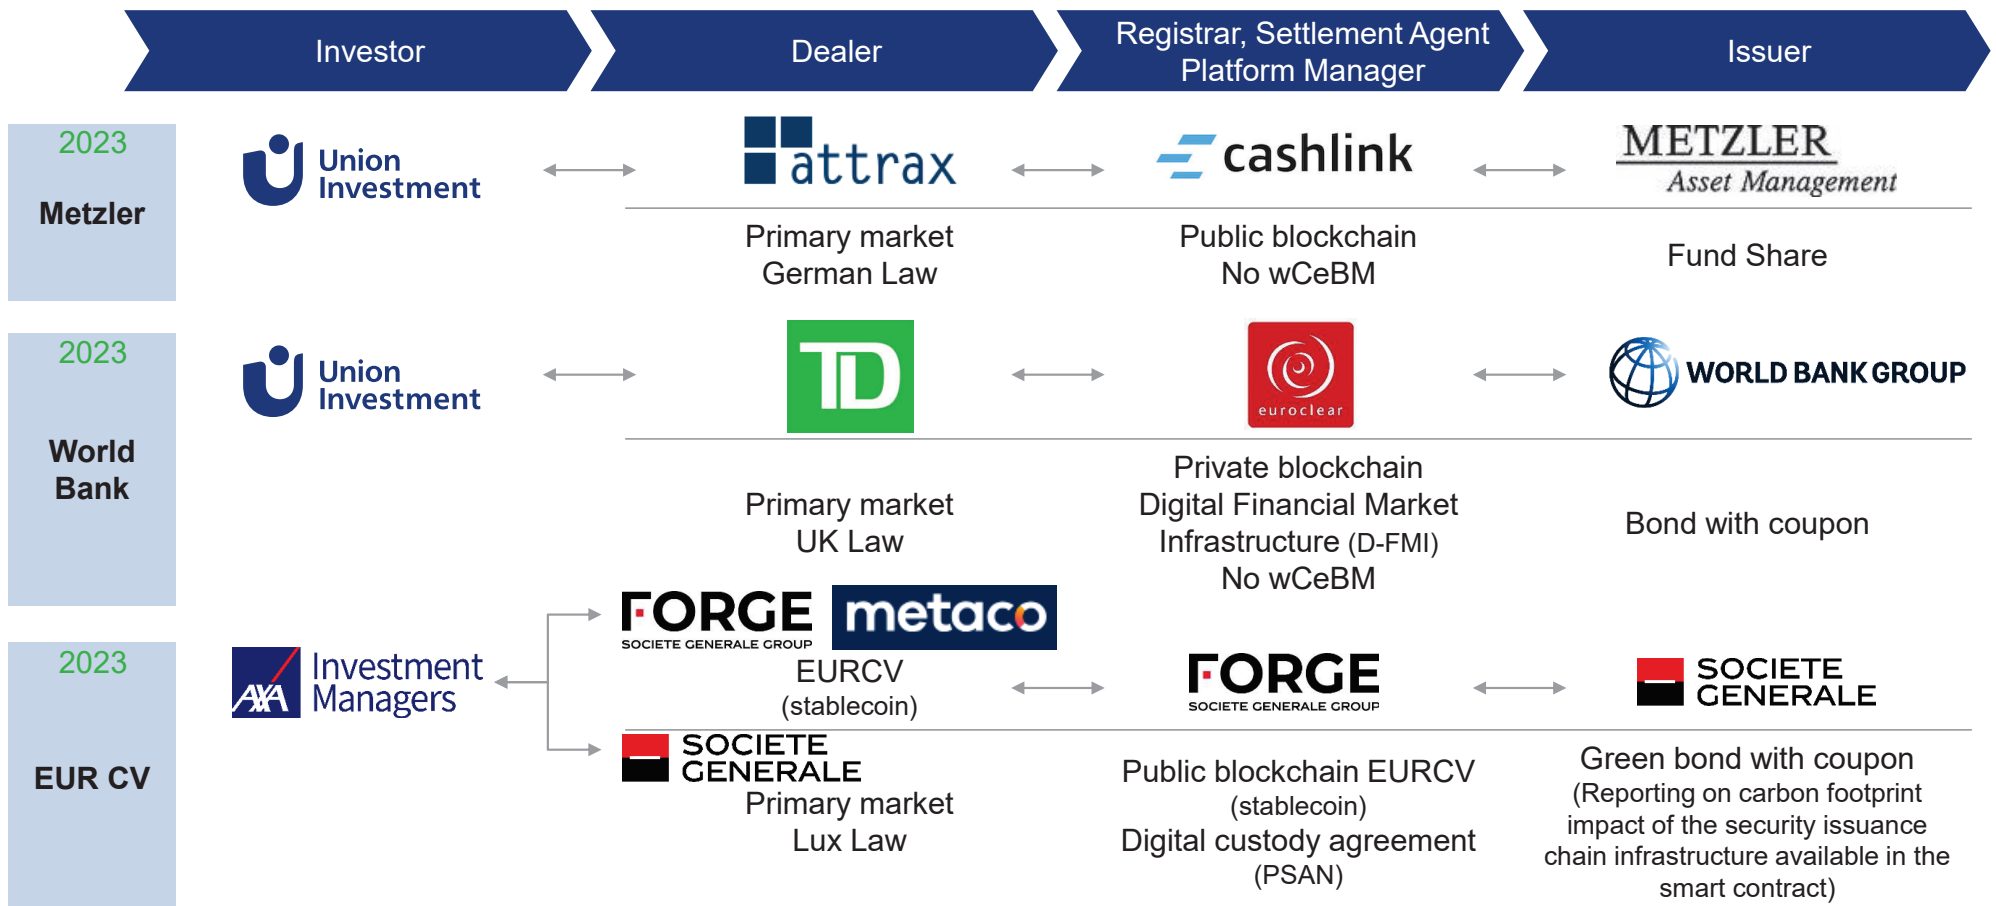 Investor
Dealer
Registrar, Settlement Agent
Platform Manager
Issuer
2023
Metzler
Union
Investment
attrax
cashlink
METZLER
Asset Management
Primary market
German Law
Public blockchain
No wCeBM
Fund Share
2023
World
Bank
Union
Investment
TD
euroclear
WORLD BANK GROUP
Primary market
UK Law
Private blockchain
Digital Financial Market
Infrastructure (D-FMI)
No wCeBM
Bond with coupon
2023
EUR CV
AXA
Investment
Managers
FORGE
SOCIETE GENERALE GROUP
metaco
EURCV
(stablecoin)
SOCIETE
GENERALE
Primary market
Lux Law
FORGE
SOCIETE GENERALE GROUP
Public blockchain EURCV
(stablecoin)
Digital custody agreement
(PSAN)
SOCIETE
GENERALE
Green bond with coupon
(Reporting on carbon footprint
impact of the security issuance
chain infrastructure available in the
smart contract)